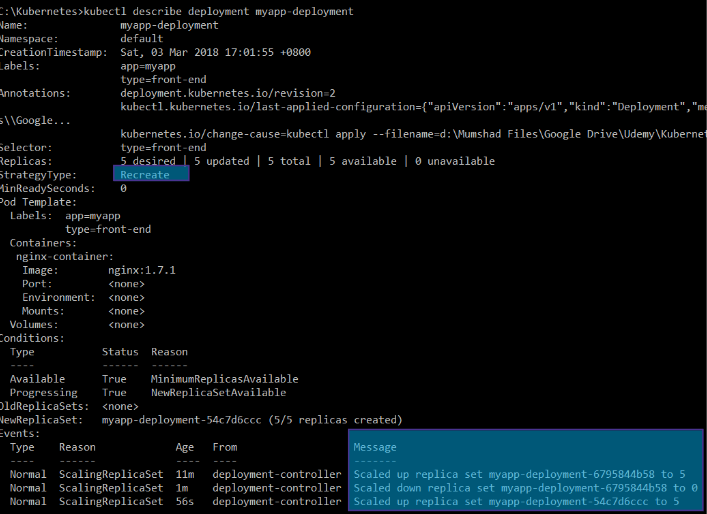 C:\Kubernetes>kubectl describe deployment myapp-deployment
Name:                   myapp-deployment
Namespace:              default
CreationTimestamp:  Sat, 03 Mar 2018 17:01:55 +0800
Labels:                 app=myapp
                        type=front-end
Annotations:            deployment.kubernetes.io/revision=2
                        kubectl.kubernetes.io/last-applied-configuration={"apiVersion":"apps/v1","kind":"Deployment","me
s\\Google...
                        kubernetes.io/change-cause=kubectl apply --filename=d:\Mumshad Files\Google Drive\Udemy\Kubernet
Selector:               type=front-end
Replicas:               5 desired | 5 updated | 5 total | 5 available | 0 unavailable
StrategyType:           Recreate
MinReadySeconds:        0
Pod Template:
  Labels:  app=myapp
           type=front-end
  Containers:
   nginx-container:
    Image:        nginx:1.7.1
    Port:         <none>
    Environment:  <none>
    Mounts:       <none>
  Volumes:        <none>
Conditions:
  Type           Status  Reason
  ----           ------  ------
  Available      True    MinimumReplicasAvailable
  Progressing    True    NewReplicaSetAvailable
OldReplicaSets:  <none>
NewReplicaSet:   myapp-deployment-54c7d6ccc (5/5 replicas created)
Events:
  Type    Reason             Age   From                   Message
  ----    ------             ----  ----                   -------
  Normal  ScalingReplicaSet  11m   deployment-controller  Scaled up replica set myapp-deployment-6795844b58 to 5
  Normal  ScalingReplicaSet  1m    deployment-controller  Scaled down replica set myapp-deployment-6795844b58 to 0
  Normal  ScalingReplicaSet  56s   deployment-controller  Scaled up replica set myapp-deployment-54c7d6ccc to 5